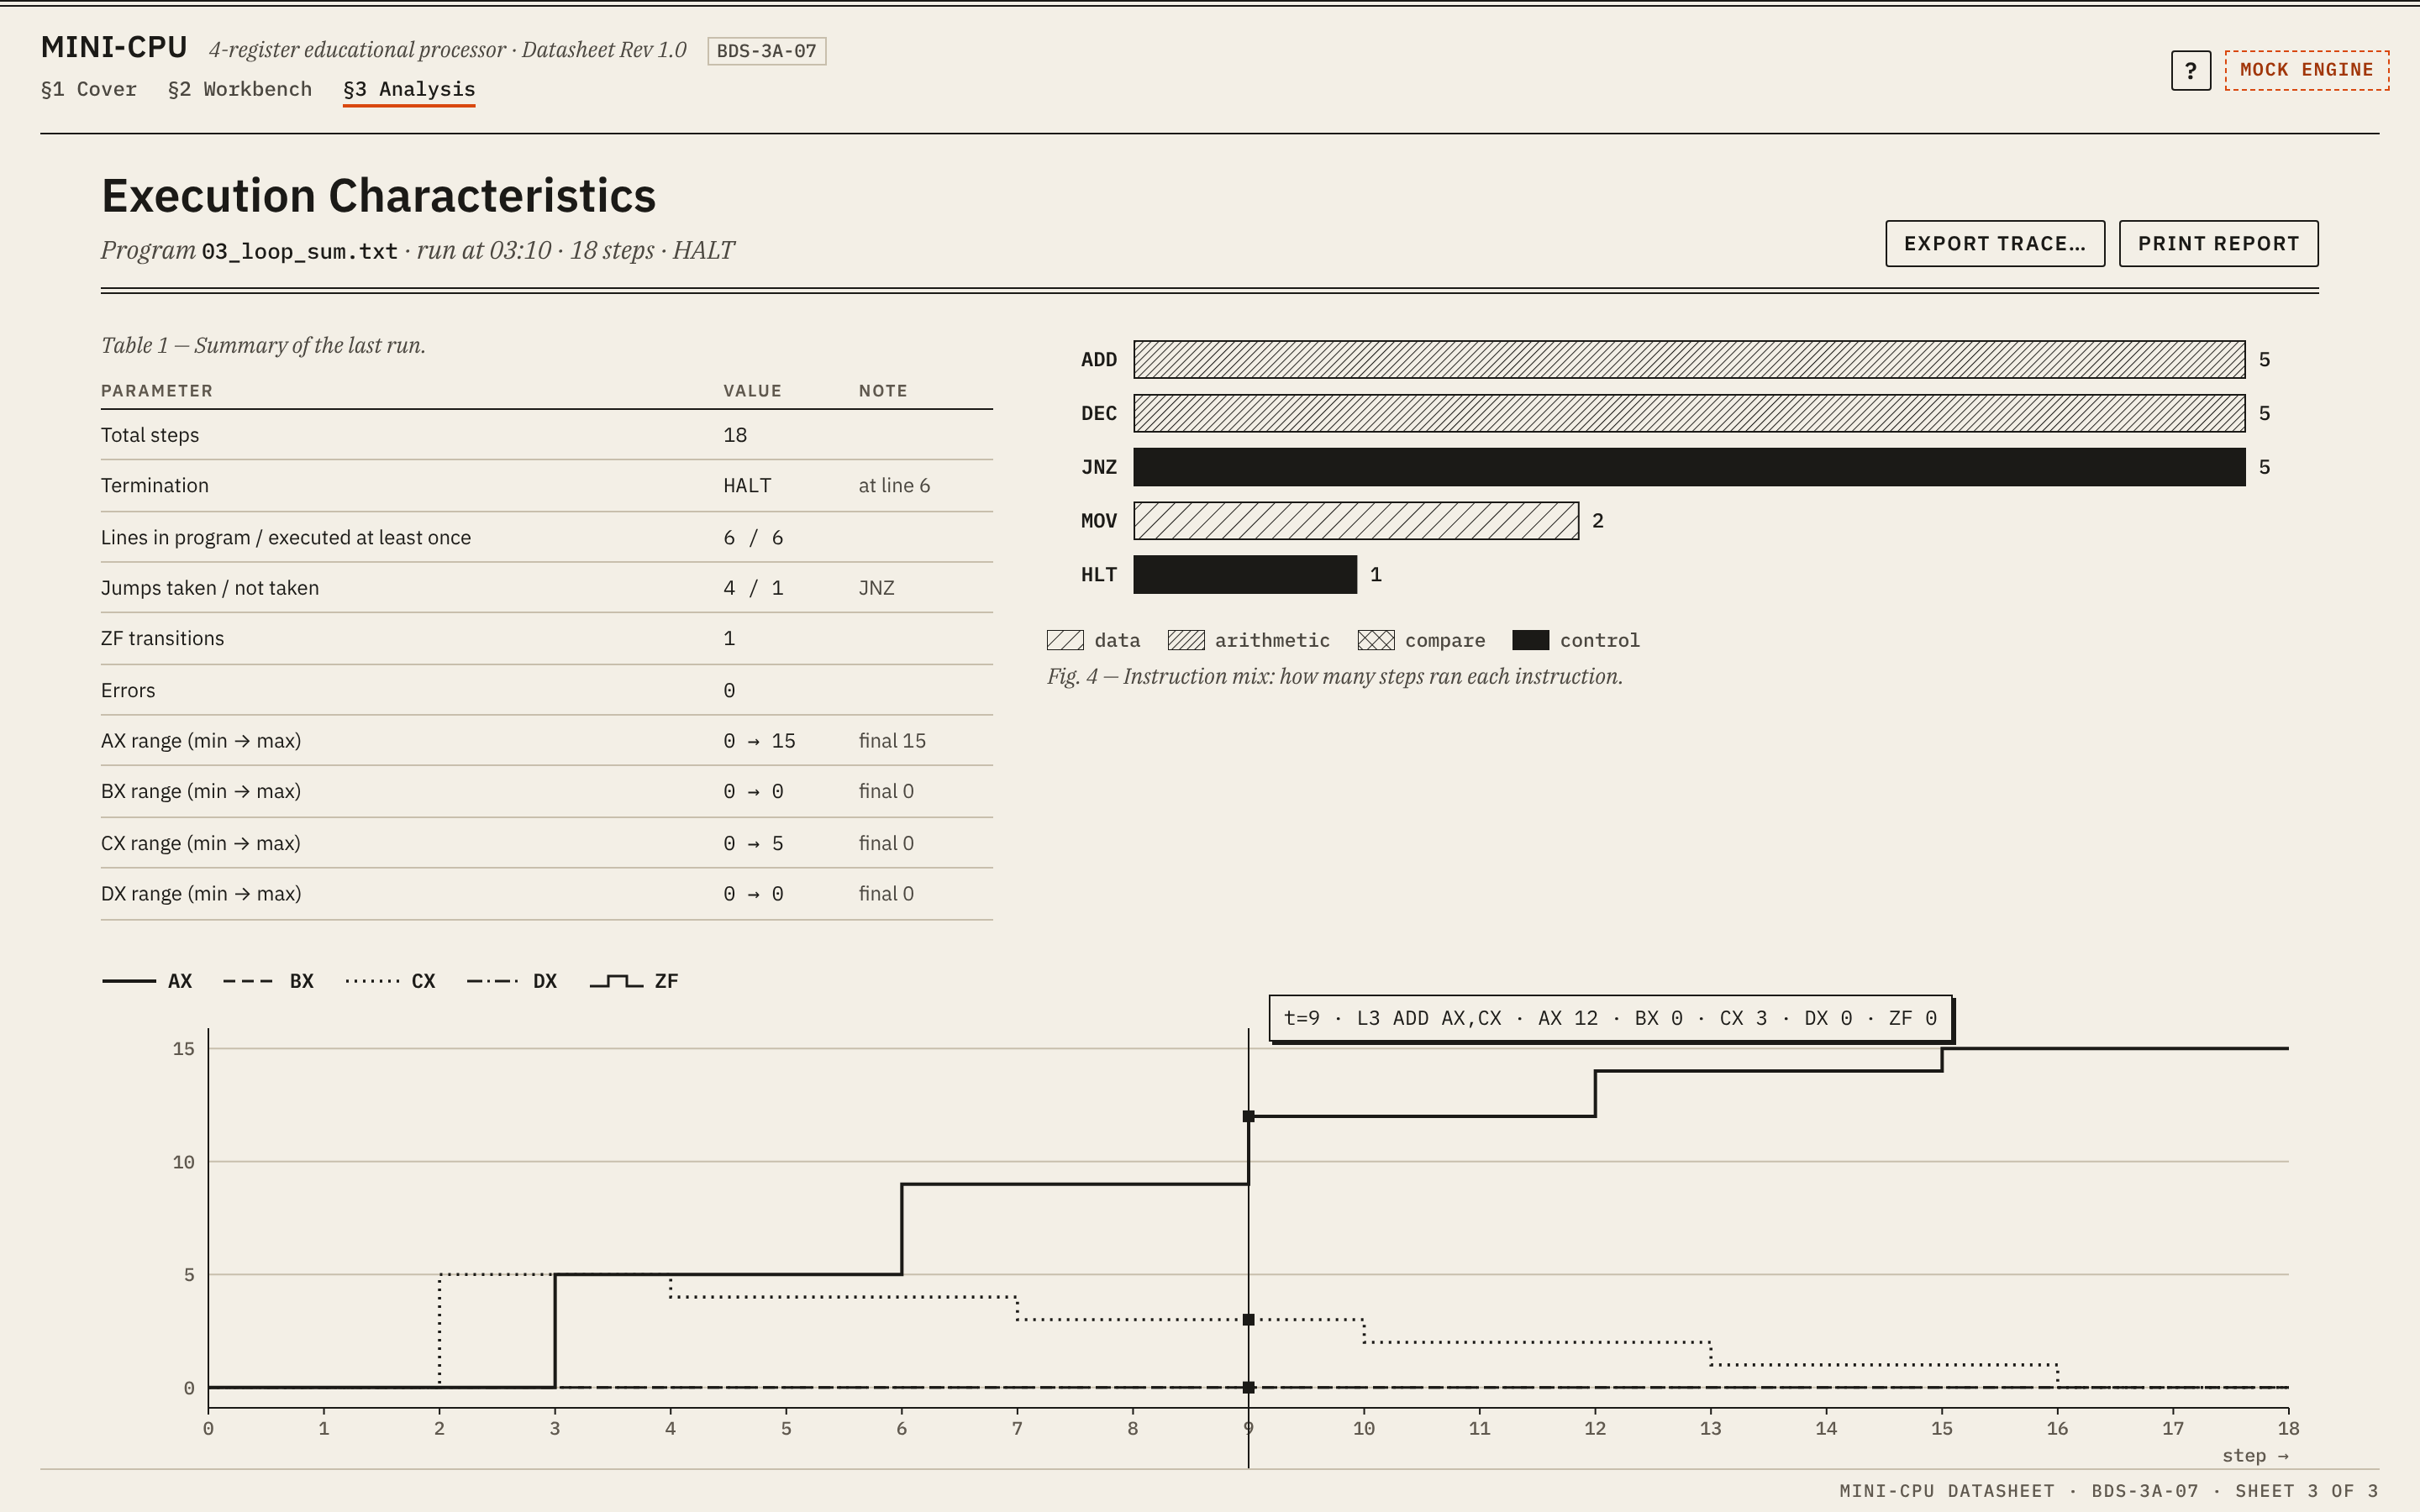 MINI-CPU 4-register educational processor · Datasheet Rev 1.0 BDS-3A-07
§1 Cover §2 Workbench §3 Analysis
? MOCK ENGINE
Execution Characteristics
Program 03_loop_sum.txt · run at 03:10 · 18 steps · HALT
EXPORT TRACE… PRINT REPORT
Table 1 — Summary of the last run.
PARAMETER VALUE NOTE
Total steps 18
Termination HALT at line 6
Lines in program / executed at least once 6 / 6
Jumps taken / not taken 4 / 1 JNZ
ZF transitions 1
Errors 0
AX range (min → max) 0 → 15 final 15
BX range (min → max) 0 → 0 final 0
CX range (min → max) 0 → 5 final 0
DX range (min → max) 0 → 0 final 0
ADD 5
DEC 5
JNZ 5
MOV 2
HLT 1
data arithmetic compare control
Fig. 4 — Instruction mix: how many steps ran each instruction.
AX BX CX DX ZF
t=9 · L3 ADD AX,CX · AX 12 · BX 0 · CX 3 · DX 0 · ZF 0
15
10
5
0
0 1 2 3 4 5 6 7 8 9 10 11 12 13 14 15 16 17 18
step →
MINI-CPU DATASHEET · BDS-3A-07 · SHEET 3 OF 3